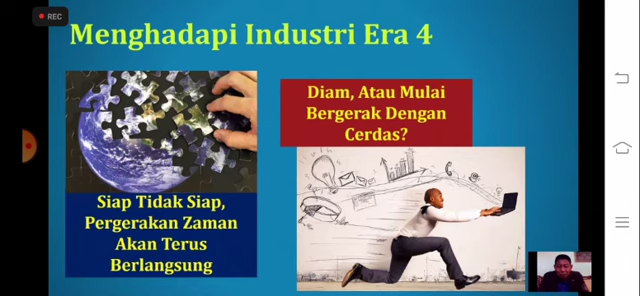 REC
Menghadapi Industri Era 4
Diam, Atau Mulai
Bergerak Dengan
Cerdas?
Siap Tidak Siap,
Pergerakan Zaman
Akan Terus
Berlangsung